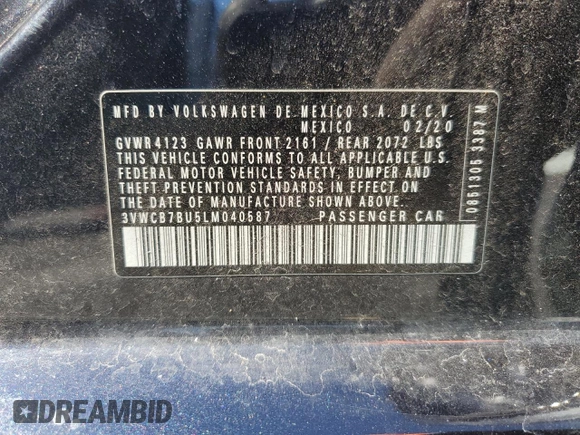 MFD BY VOLKSWAGEN DE MEXICO S.A. DE C.V.
MEXICO 02/20
GVWR 4123 GAWR FRONT 2161 / REAR 2072 LBS
THIS VEHICLE CONFORMS TO ALL APPLICABLE U.S.
FEDERAL MOTOR VEHICLE SAFETY, BUMPER AND
THEFT PREVENTION STANDARDS IN EFFECT ON THE
DATE OF MANUFACTURE SHOWN ABOVE.
3VWCB7BU5LM040587 PASSENGER CAR
0851305 3387 M
DREAMBID